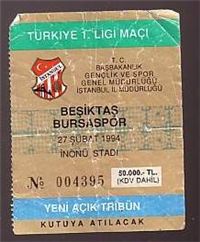 TÜRKİYE 1. LİGİ MAÇI
T. C.
BAŞBAKANLIK
GENÇLİK VE SPOR
GENEL MÜDÜRLÜĞÜ
İSTANBUL İL MÜDÜRLÜĞÜ
BEŞİKTAŞ
BURSASPOR
27 ŞUBAT 1994
İNÖNÜ STADI
№ 004395
50.000.- TL.
(KDV DAHİL)
YENİ AÇIK TRİBÜN
KUTUYA ATILACAK